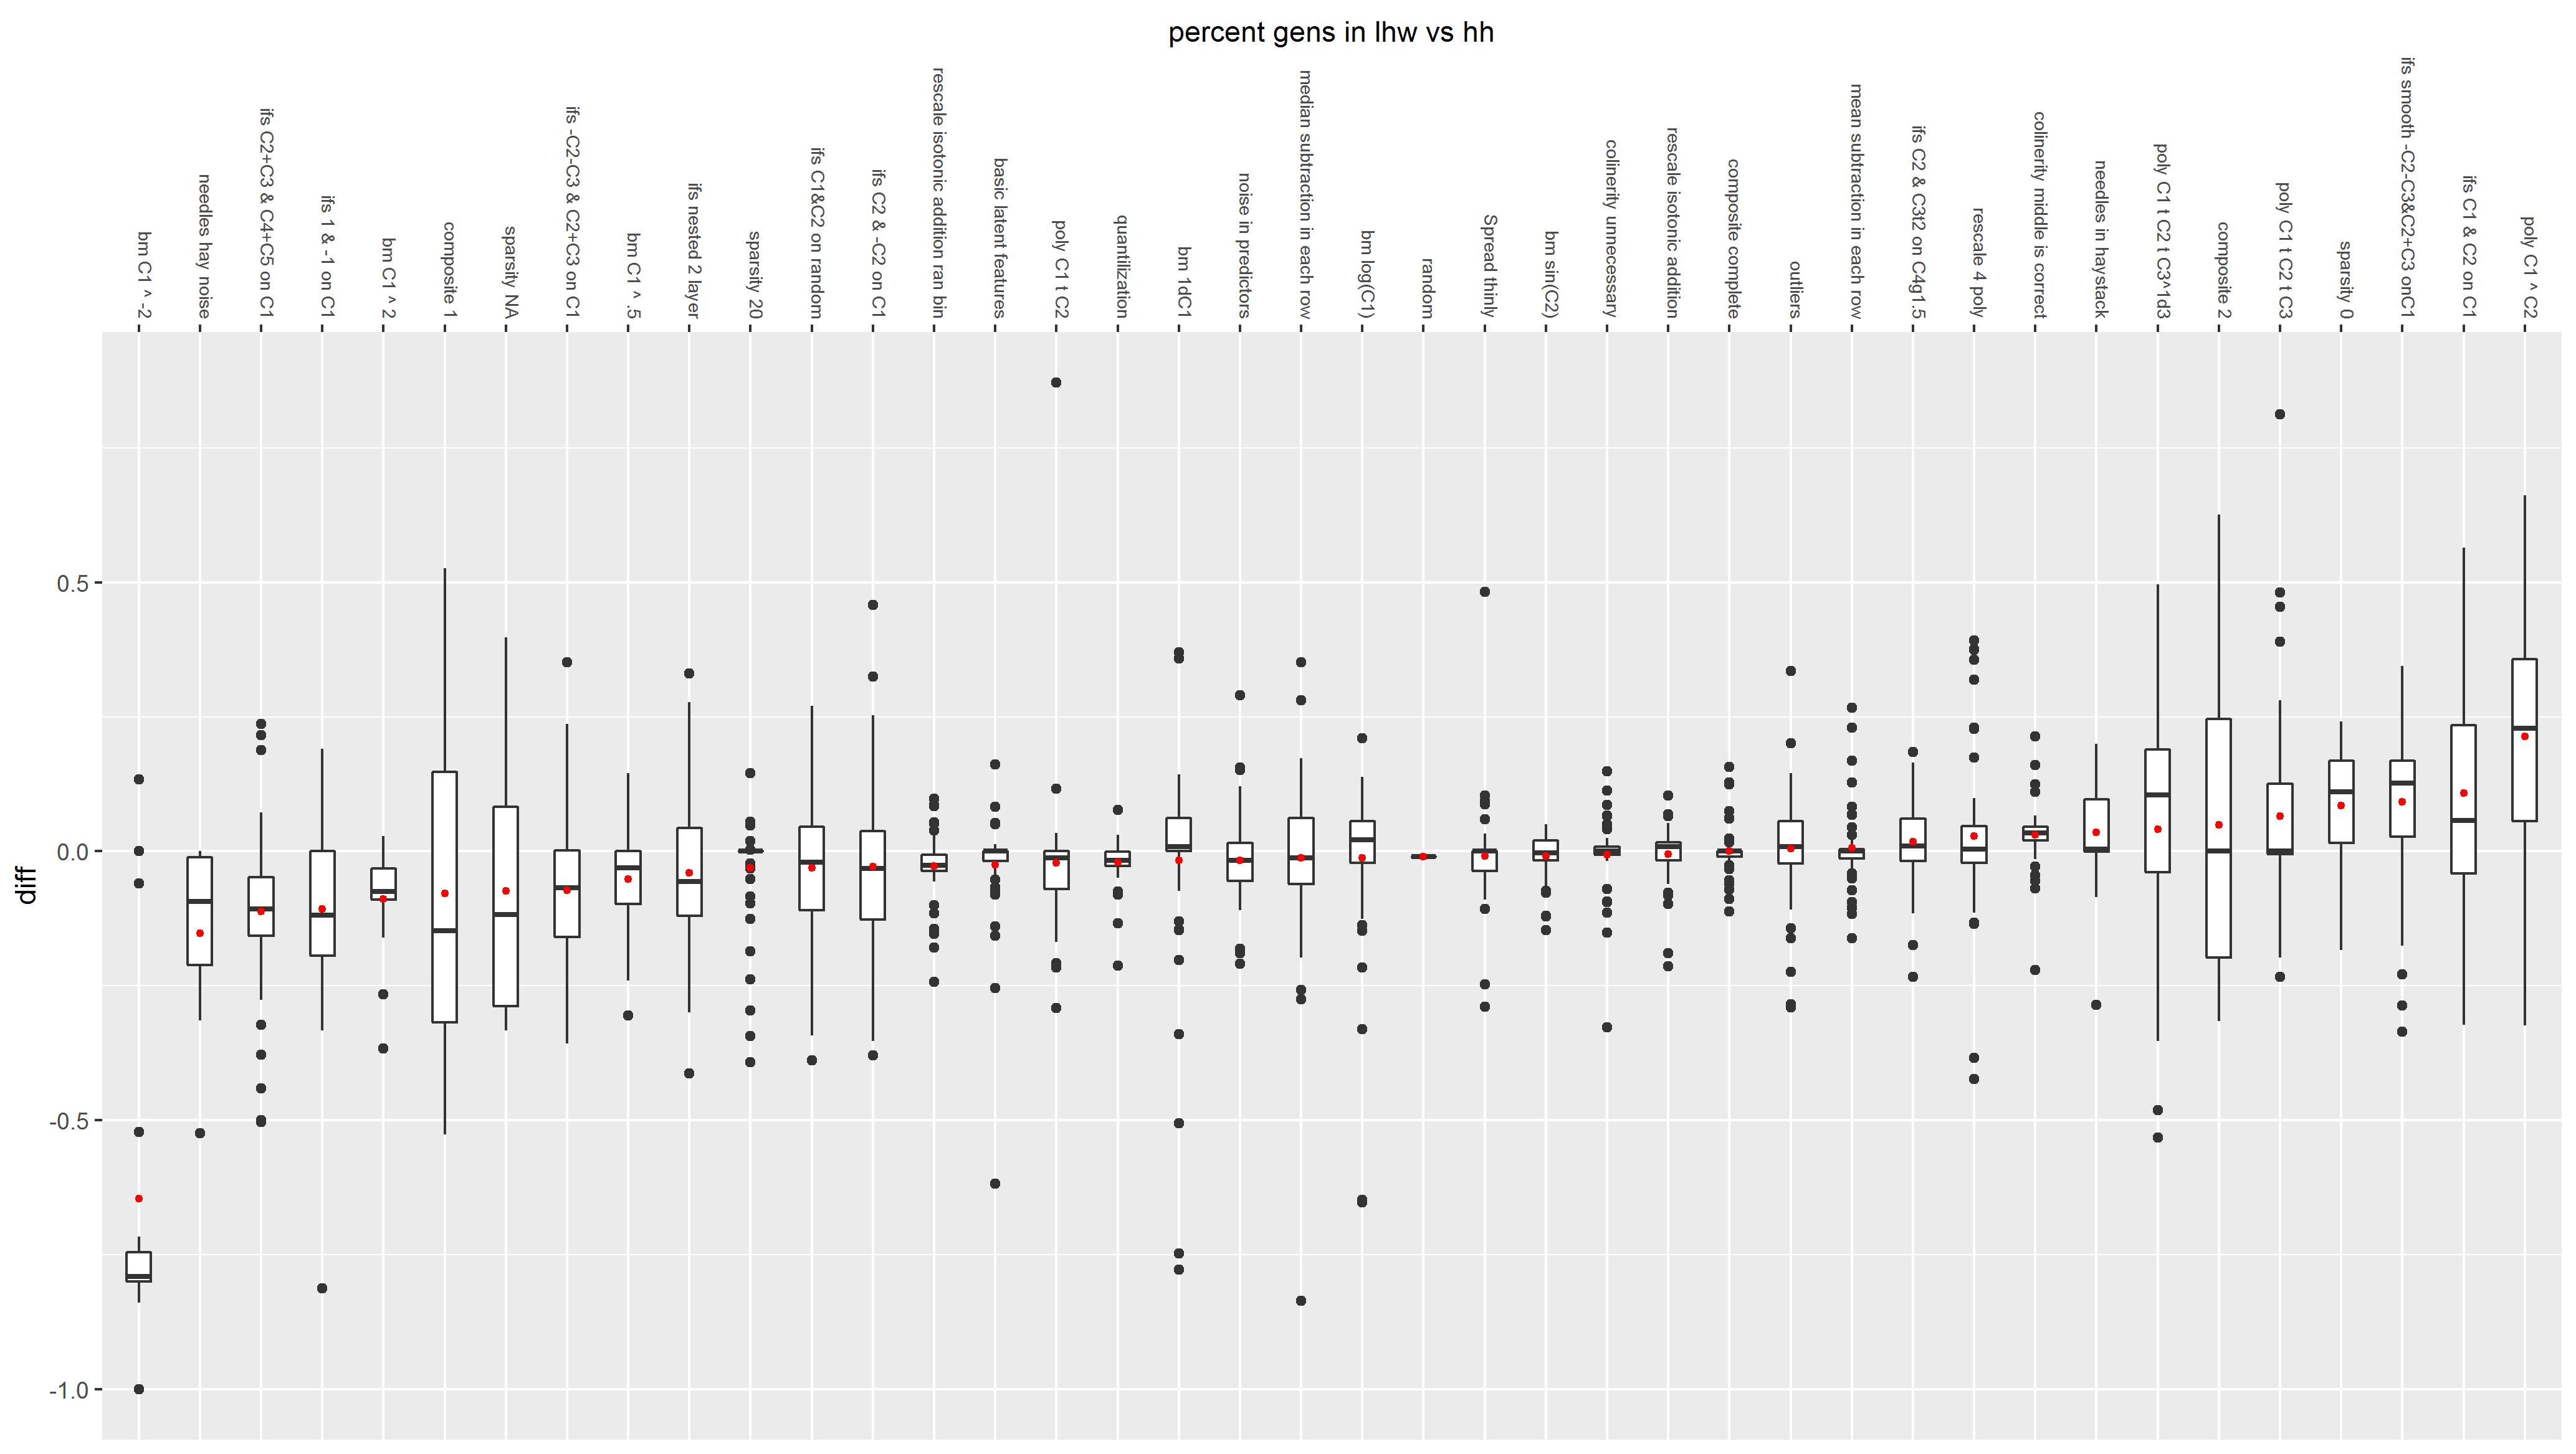 percent gens in lhw vs hh
bm C1 ^ -2
needles hay noise
ifs C2+C3 & C4+C5 on C1
ifs 1 & -1 on C1
bm C1 ^ 2
composite 1
sparsity NA
ifs -C2-C3 & C2+C3 on C1
bm C1 ^ .5
ifs nested 2 layer
sparsity 20
ifs C1&C2 on random
ifs C2 & -C2 on C1
rescale isotonic addition ran bin
basic latent features
poly C1 t C2
quantilization
bm 1dC1
noise in predictors
median subtraction in each row
bm log(C1)
random
Spread thinly
bm sin(C2)
colinerity unnecessary
rescale isotonic addition
composite complete
outliers
mean subtraction in each row
ifs C2 & C3t2 on C4g1.5
rescale 4 poly
colinerity middle is correct
needles in haystack
poly C1 t C2 t C3^1d3
composite 2
poly C1 t C2 t C3
sparsity 0
ifs smooth -C2-C3&C2+C3 onC1
ifs C1 & C2 on C1
poly C1 ^ C2
0.5
0.0
-0.5
-1.0
diff